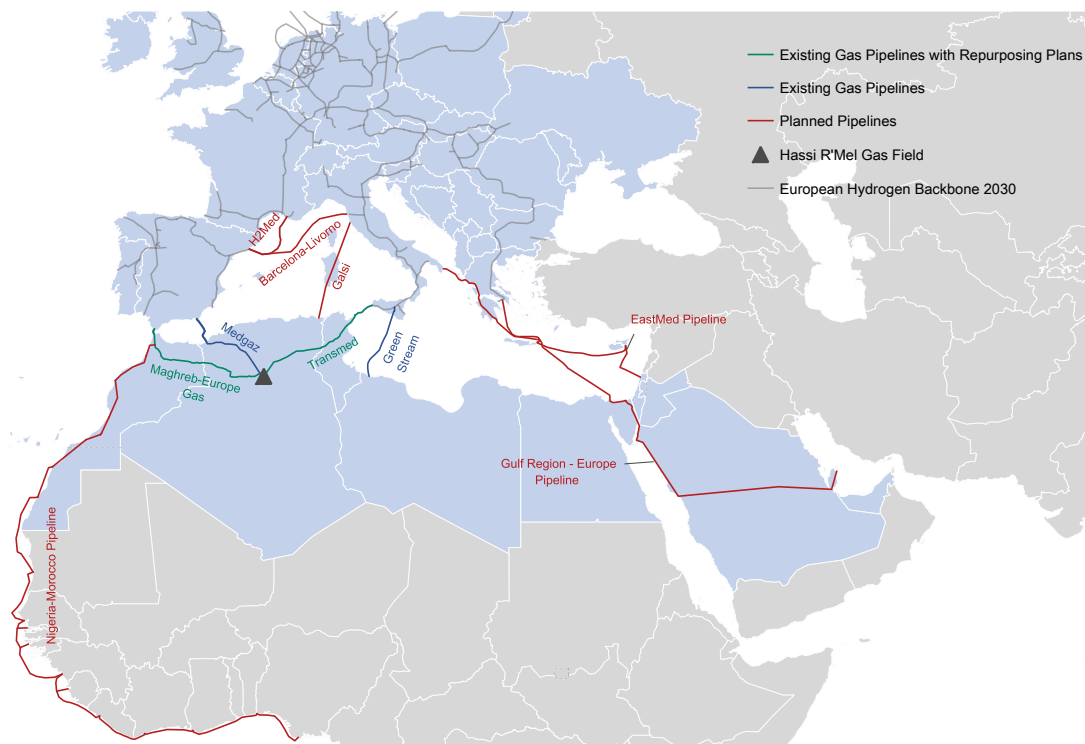 Existing Gas Pipelines with Repurposing Plans
Existing Gas Pipelines
Planned Pipelines
Hassi R'Mel Gas Field
European Hydrogen Backbone 2030
H2Med
Barcelona-Livorno
Galsi
Medgaz
Transmed
Green
Stream
Maghreb-Europe
Gas
EastMed Pipeline
Gulf Region - Europe
Pipeline
Nigeria-Morocco Pipeline